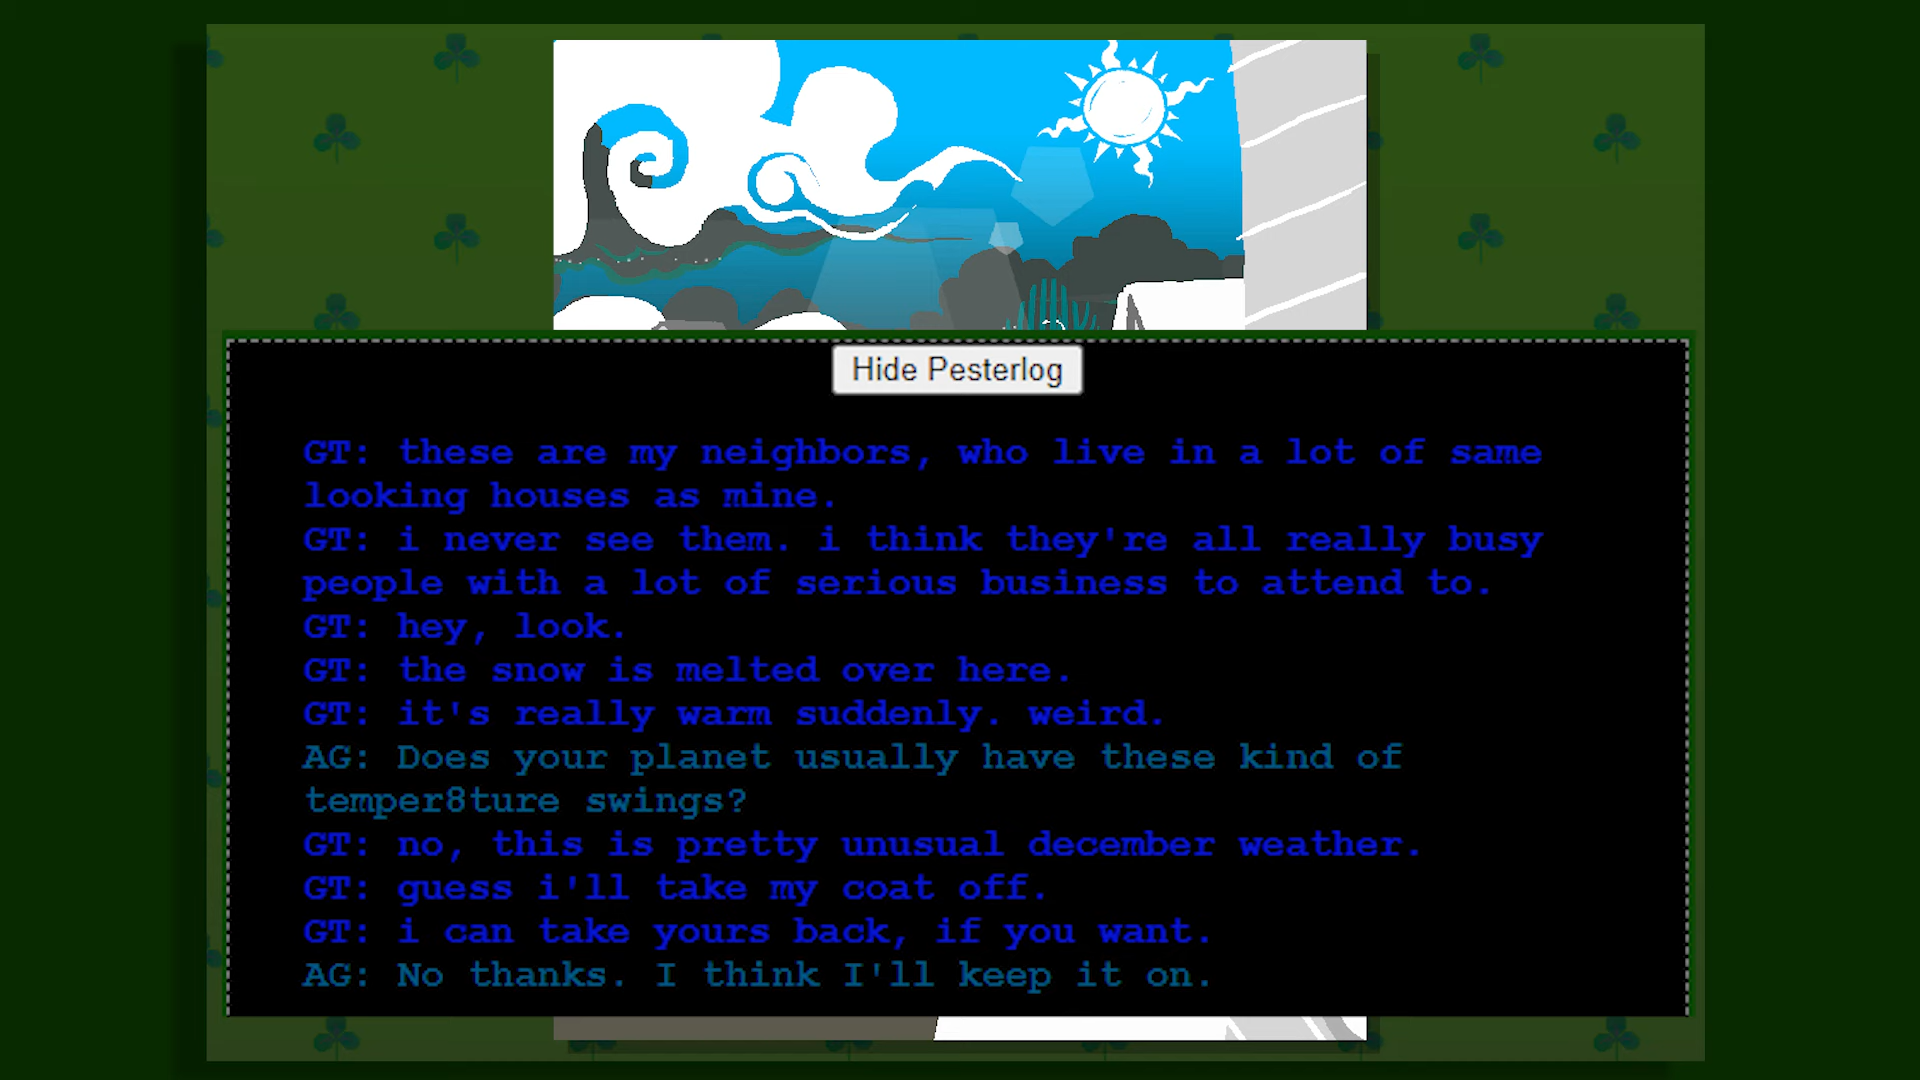 Hide Pesterlog
GT: these are my neighbors, who live in a lot of same
looking houses as mine.
GT: i never see them. i think they're all really busy
people with a lot of serious business to attend to.
GT: hey, look.
GT: the snow is melted over here.
GT: it's really warm suddenly. weird.
AG: Does your planet usually have these kind of
temper8ture swings?
GT: no, this is pretty unusual december weather.
GT: guess i'll take my coat off.
GT: i can take yours back, if you want.
AG: No thanks. I think I'll keep it on.